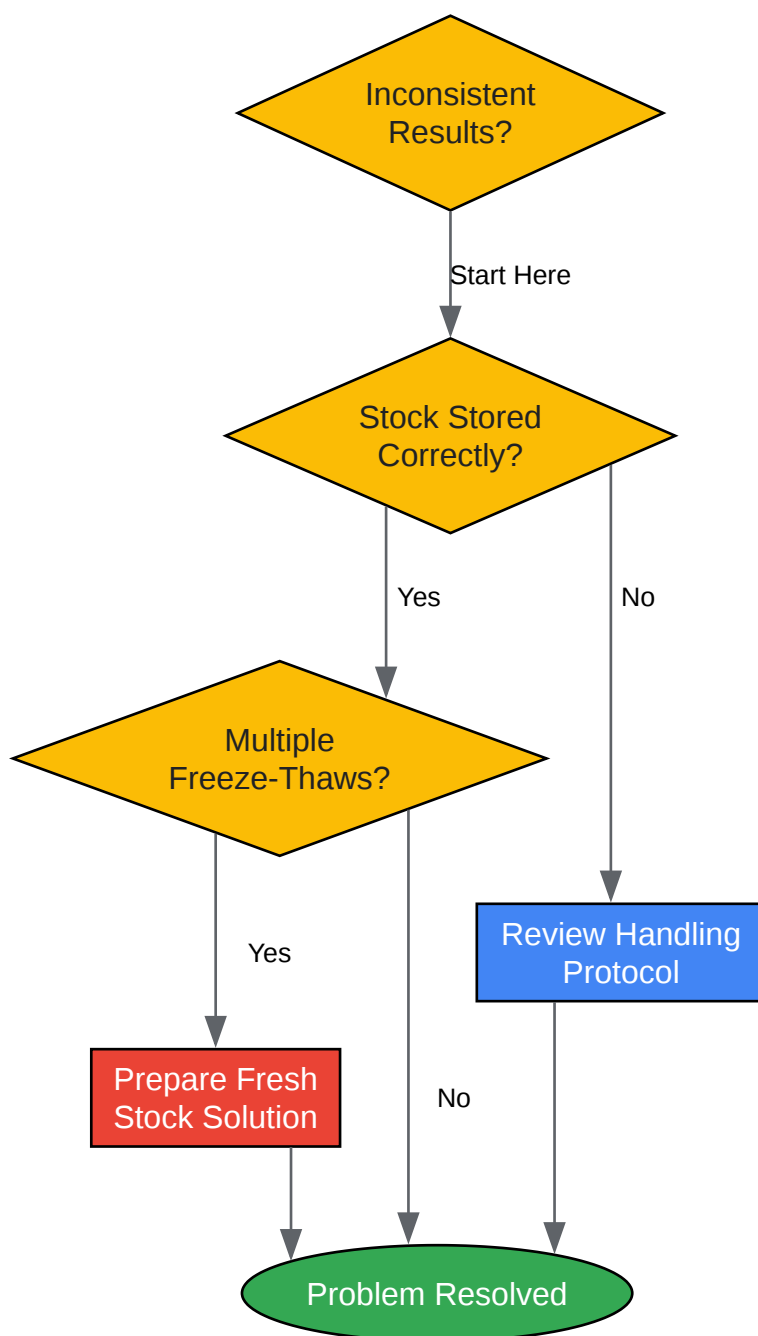 Inconsistent
Results?
Start Here
Stock Stored
Correctly?
Yes
No
Multiple
Freeze-Thaws?
Review Handling
Protocol
Yes
Prepare Fresh
Stock Solution
No
Problem Resolved